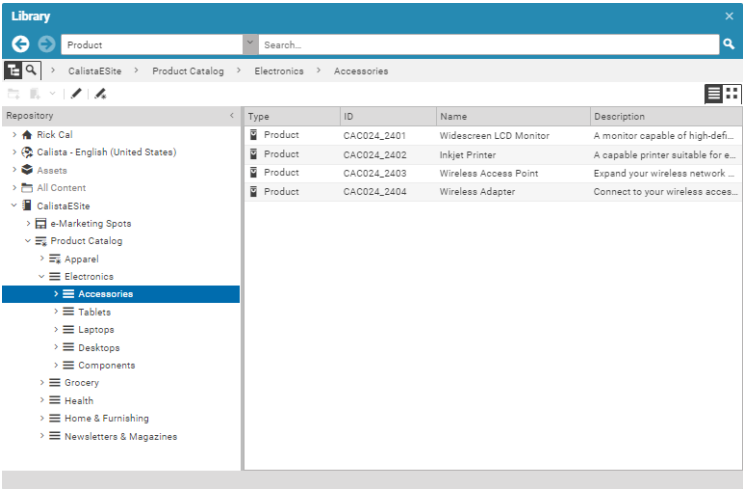 Library
Product Search...
CalistaESite > Product Catalog > Electronics > Accessories
Repository
Type ID Name Description
Rick Cal
Calista - English (United States)
Assets
All Content
CalistaESite
e-Marketing Spots
Product Catalog
Apparel
Electronics
Accessories
Tablets
Laptops
Desktops
Components
Grocery
Health
Home & Furnishing
Newsletters & Magazines
Product CAC024_2401 Widescreen LCD Monitor A monitor capable of high-defi...
Product CAC024_2402 Inkjet Printer A capable printer suitable for e...
Product CAC024_2403 Wireless Access Point Expand your wireless network ...
Product CAC024_2404 Wireless Adapter Connect to your wireless acces...